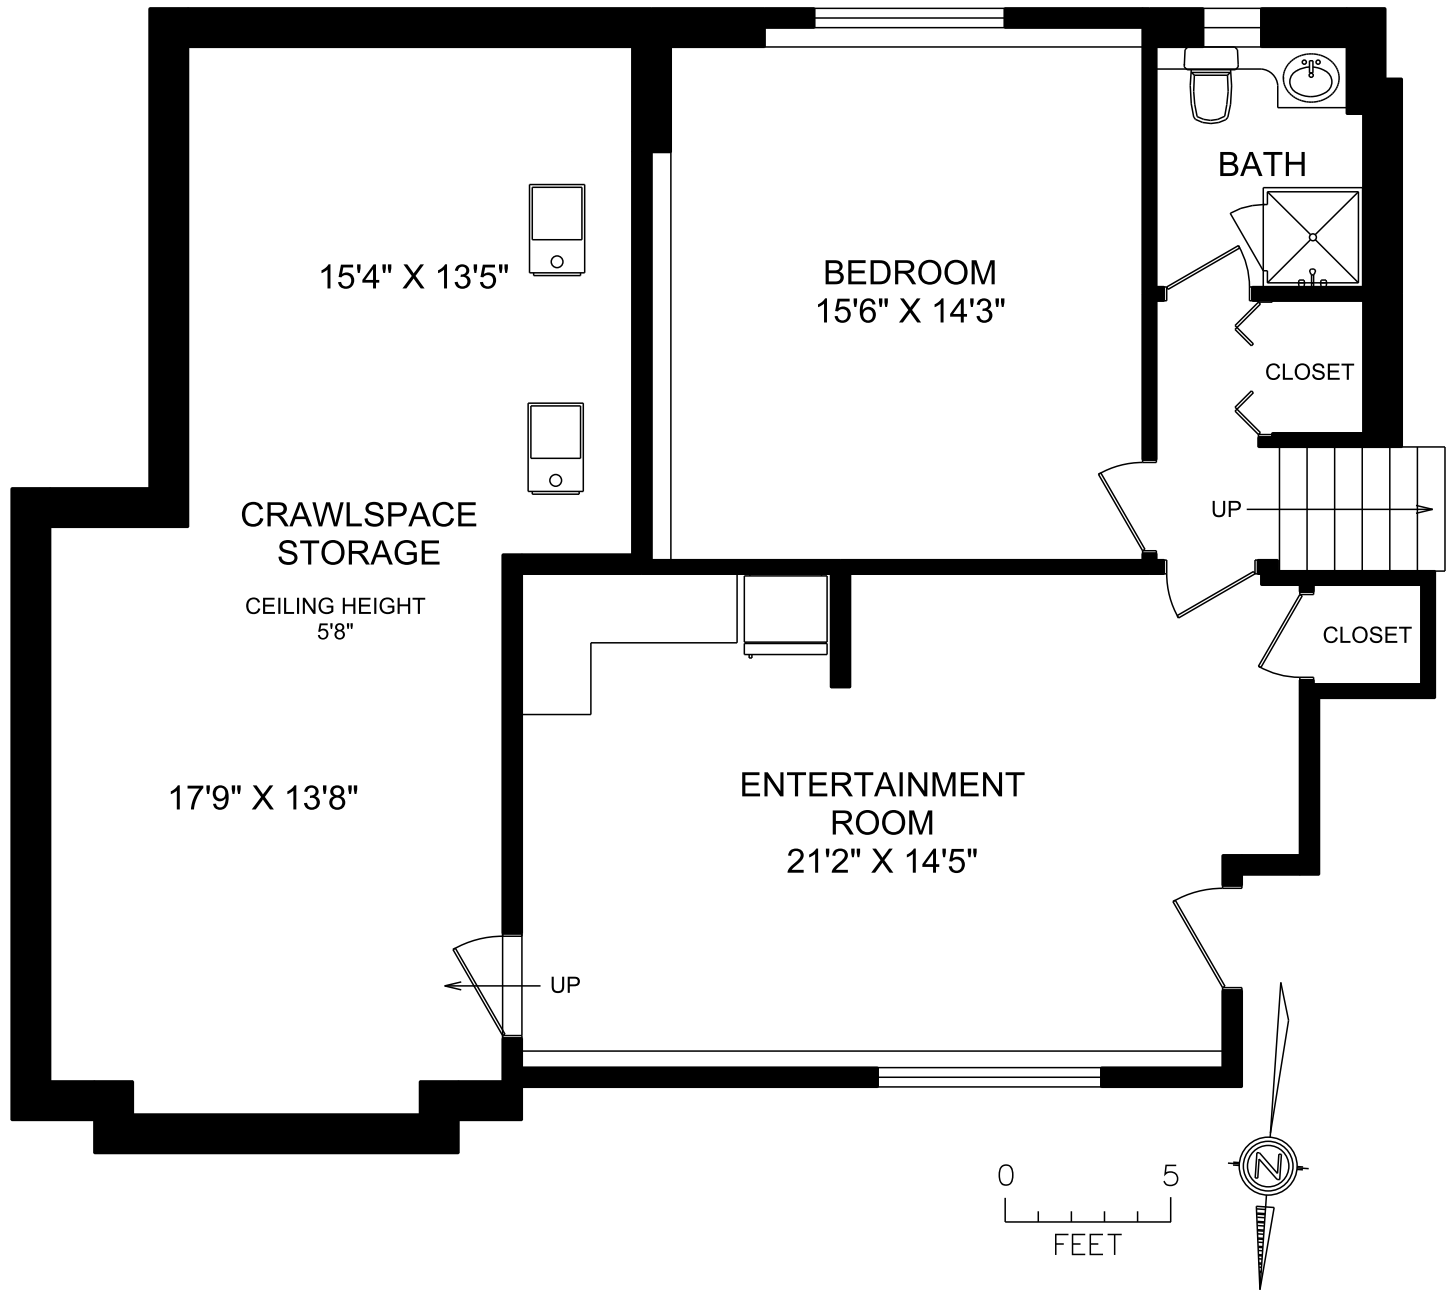 BATH
15'4" X 13'5"
BEDROOM
15'6" X 14'3"
CLOSET
CRAWLSPACE
STORAGE
UP
CEILING HEIGHT
5'8"
CLOSET
17'9" X 13'8"
ENTERTAINMENT
ROOM
21'2" X 14'5"
UP
0 5
FEET
N